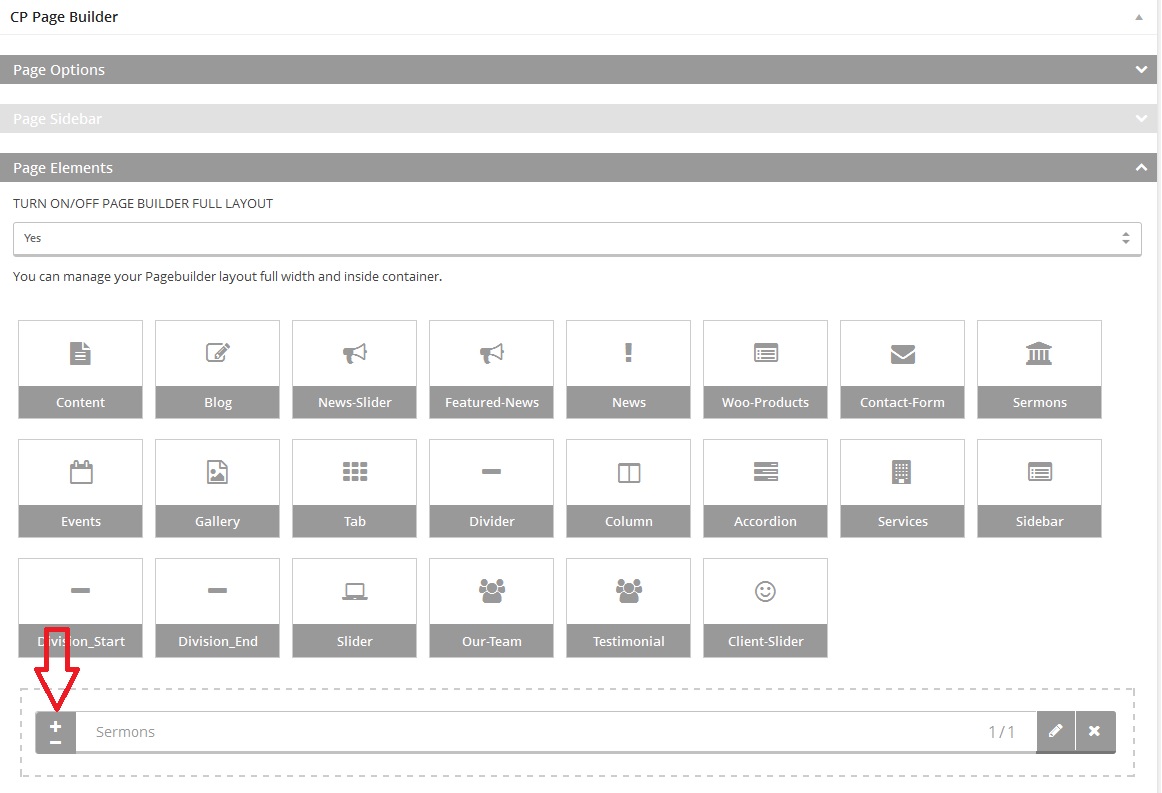 CP Page Builder
Page Options
Page Sidebar
Page Elements
TURN ON/OFF PAGE BUILDER FULL LAYOUT
Yes
You can manage your Pagebuilder layout full width and inside container.
Content Blog News-Slider Featured-News News Woo-Products Contact-Form Sermons
Events Gallery Tab Divider Column Accordion Services Sidebar
Division_Start Division_End Slider Our-Team Testimonial Client-Slider
Sermons 1/1